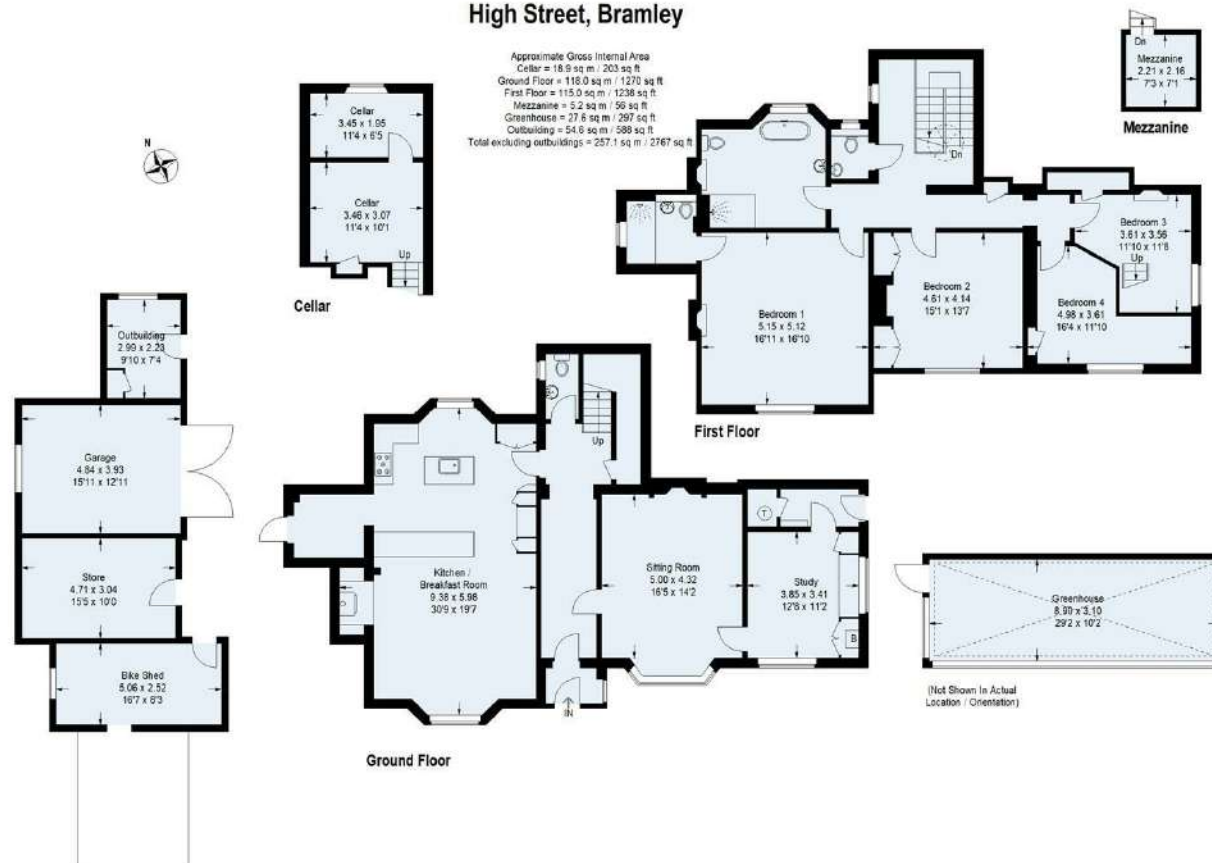 High Street, Bramley
Approximate Gross Internal Area
Cellar = 18.9 sq m / 203 sq ft
Ground Floor = 118.0 sq m / 1270 sq ft
First Floor = 115.0 sq m / 1238 sq ft
Mezzanine = 5.2 sq m / 56 sq ft
Greenhouse = 27.6 sq m / 297 sq ft
Outbuilding = 54.6 sq m / 588 sq ft
Total excluding outbuildings = 257.1 sq m / 2767 sq ft
N
Cellar
3.45 x 1.95
11'4 x 6'5
Cellar
3.46 x 3.07
11'4 x 10'1
Up
Cellar
Dn
Mezzanine
2.21 x 2.16
7'3 x 7'1
Mezzanine
Dn
T
Bedroom 1
5.15 x 5.12
16'11 x 16'10
Bedroom 2
4.61 x 4.14
15'1 x 13'7
Bedroom 3
3.61 x 3.56
11'10 x 11'8
Up
Bedroom 4
4.98 x 3.61
16'4 x 11'10
First Floor
Outbuilding
2.99 x 2.23
9'10 x 7'4
Garage
4.84 x 3.93
15'11 x 12'11
Store
4.71 x 3.04
15'5 x 10'0
Bike Shed
5.06 x 2.52
16'7 x 8'3
Up
Kitchen /
Breakfast Room
9.38 x 5.98
30'9 x 19'7
Sitting Room
5.00 x 4.32
16'5 x 14'2
T
Study
3.85 x 3.41
12'8 x 11'2
B
IN
Ground Floor
Greenhouse
8.90 x 3.10
29'2 x 10'2
(Not Shown In Actual
Location / Orientation)